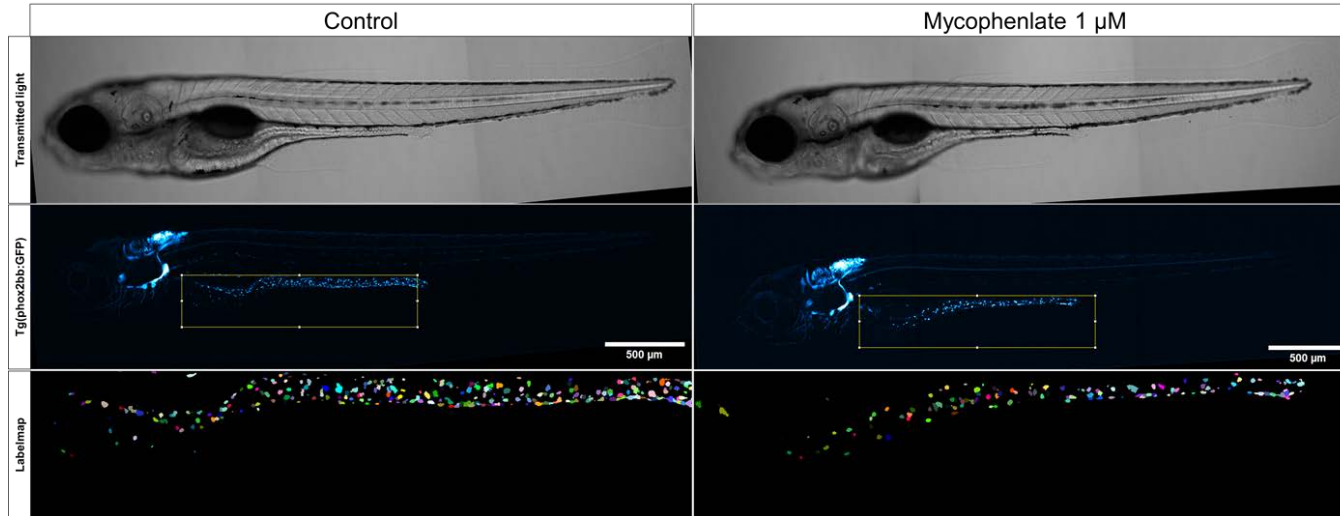 Control
Mycophenlate 1 µM
Transmitted light
Tg(phox2bb:GFP)
500 µm
500 µm
Labelmap